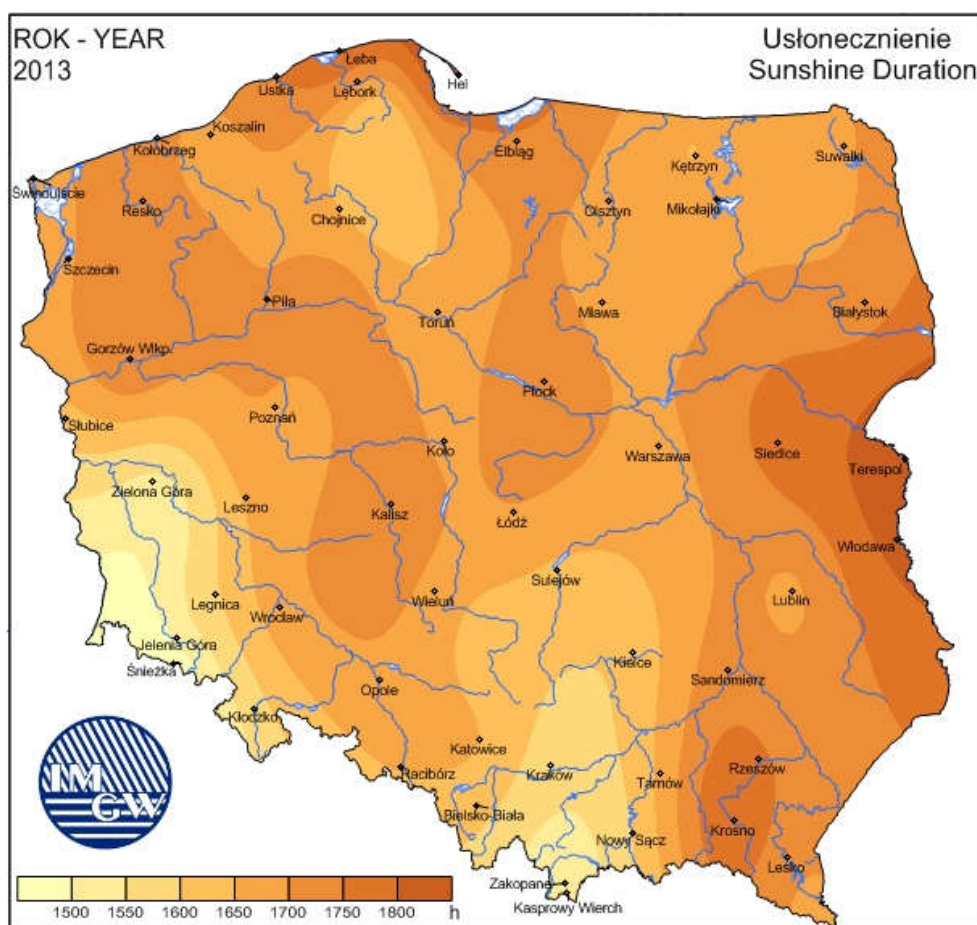 ROK - YEAR
2013
Usłonecznienie
Sunshine Duration
Łeba
Ustka
Lębork
Hel
Koszalin
Kołobrzeg
Elbląg
Kętrzyn
Suwałki
Świnoujście
Resko
Chojnice
Olsztyn
Mikołajki
Szczecin
Piła
Toruń
Mława
Białystok
Gorzów Wlkp.
Płock
Poznań
Słubice
Koło
Warszawa
Siedlce
Terespol
Zielona Góra
Leszno
Kalisz
Łódź
Włodawa
Sulejów
Legnica
Wrocław
Wieluń
Lublin
Jelenia Góra
Śnieżka
Kielce
Sandomierz
Opole
Kłodzko
Katowice
Racibórz
Kraków
Tarnów
Rzeszów
Bielsko-Biała
Nowy Sącz
Krosno
Lesko
Zakopane
Kasprowy Wierch
IM
GW
1500 1550 1600 1650 1700 1750 1800 h